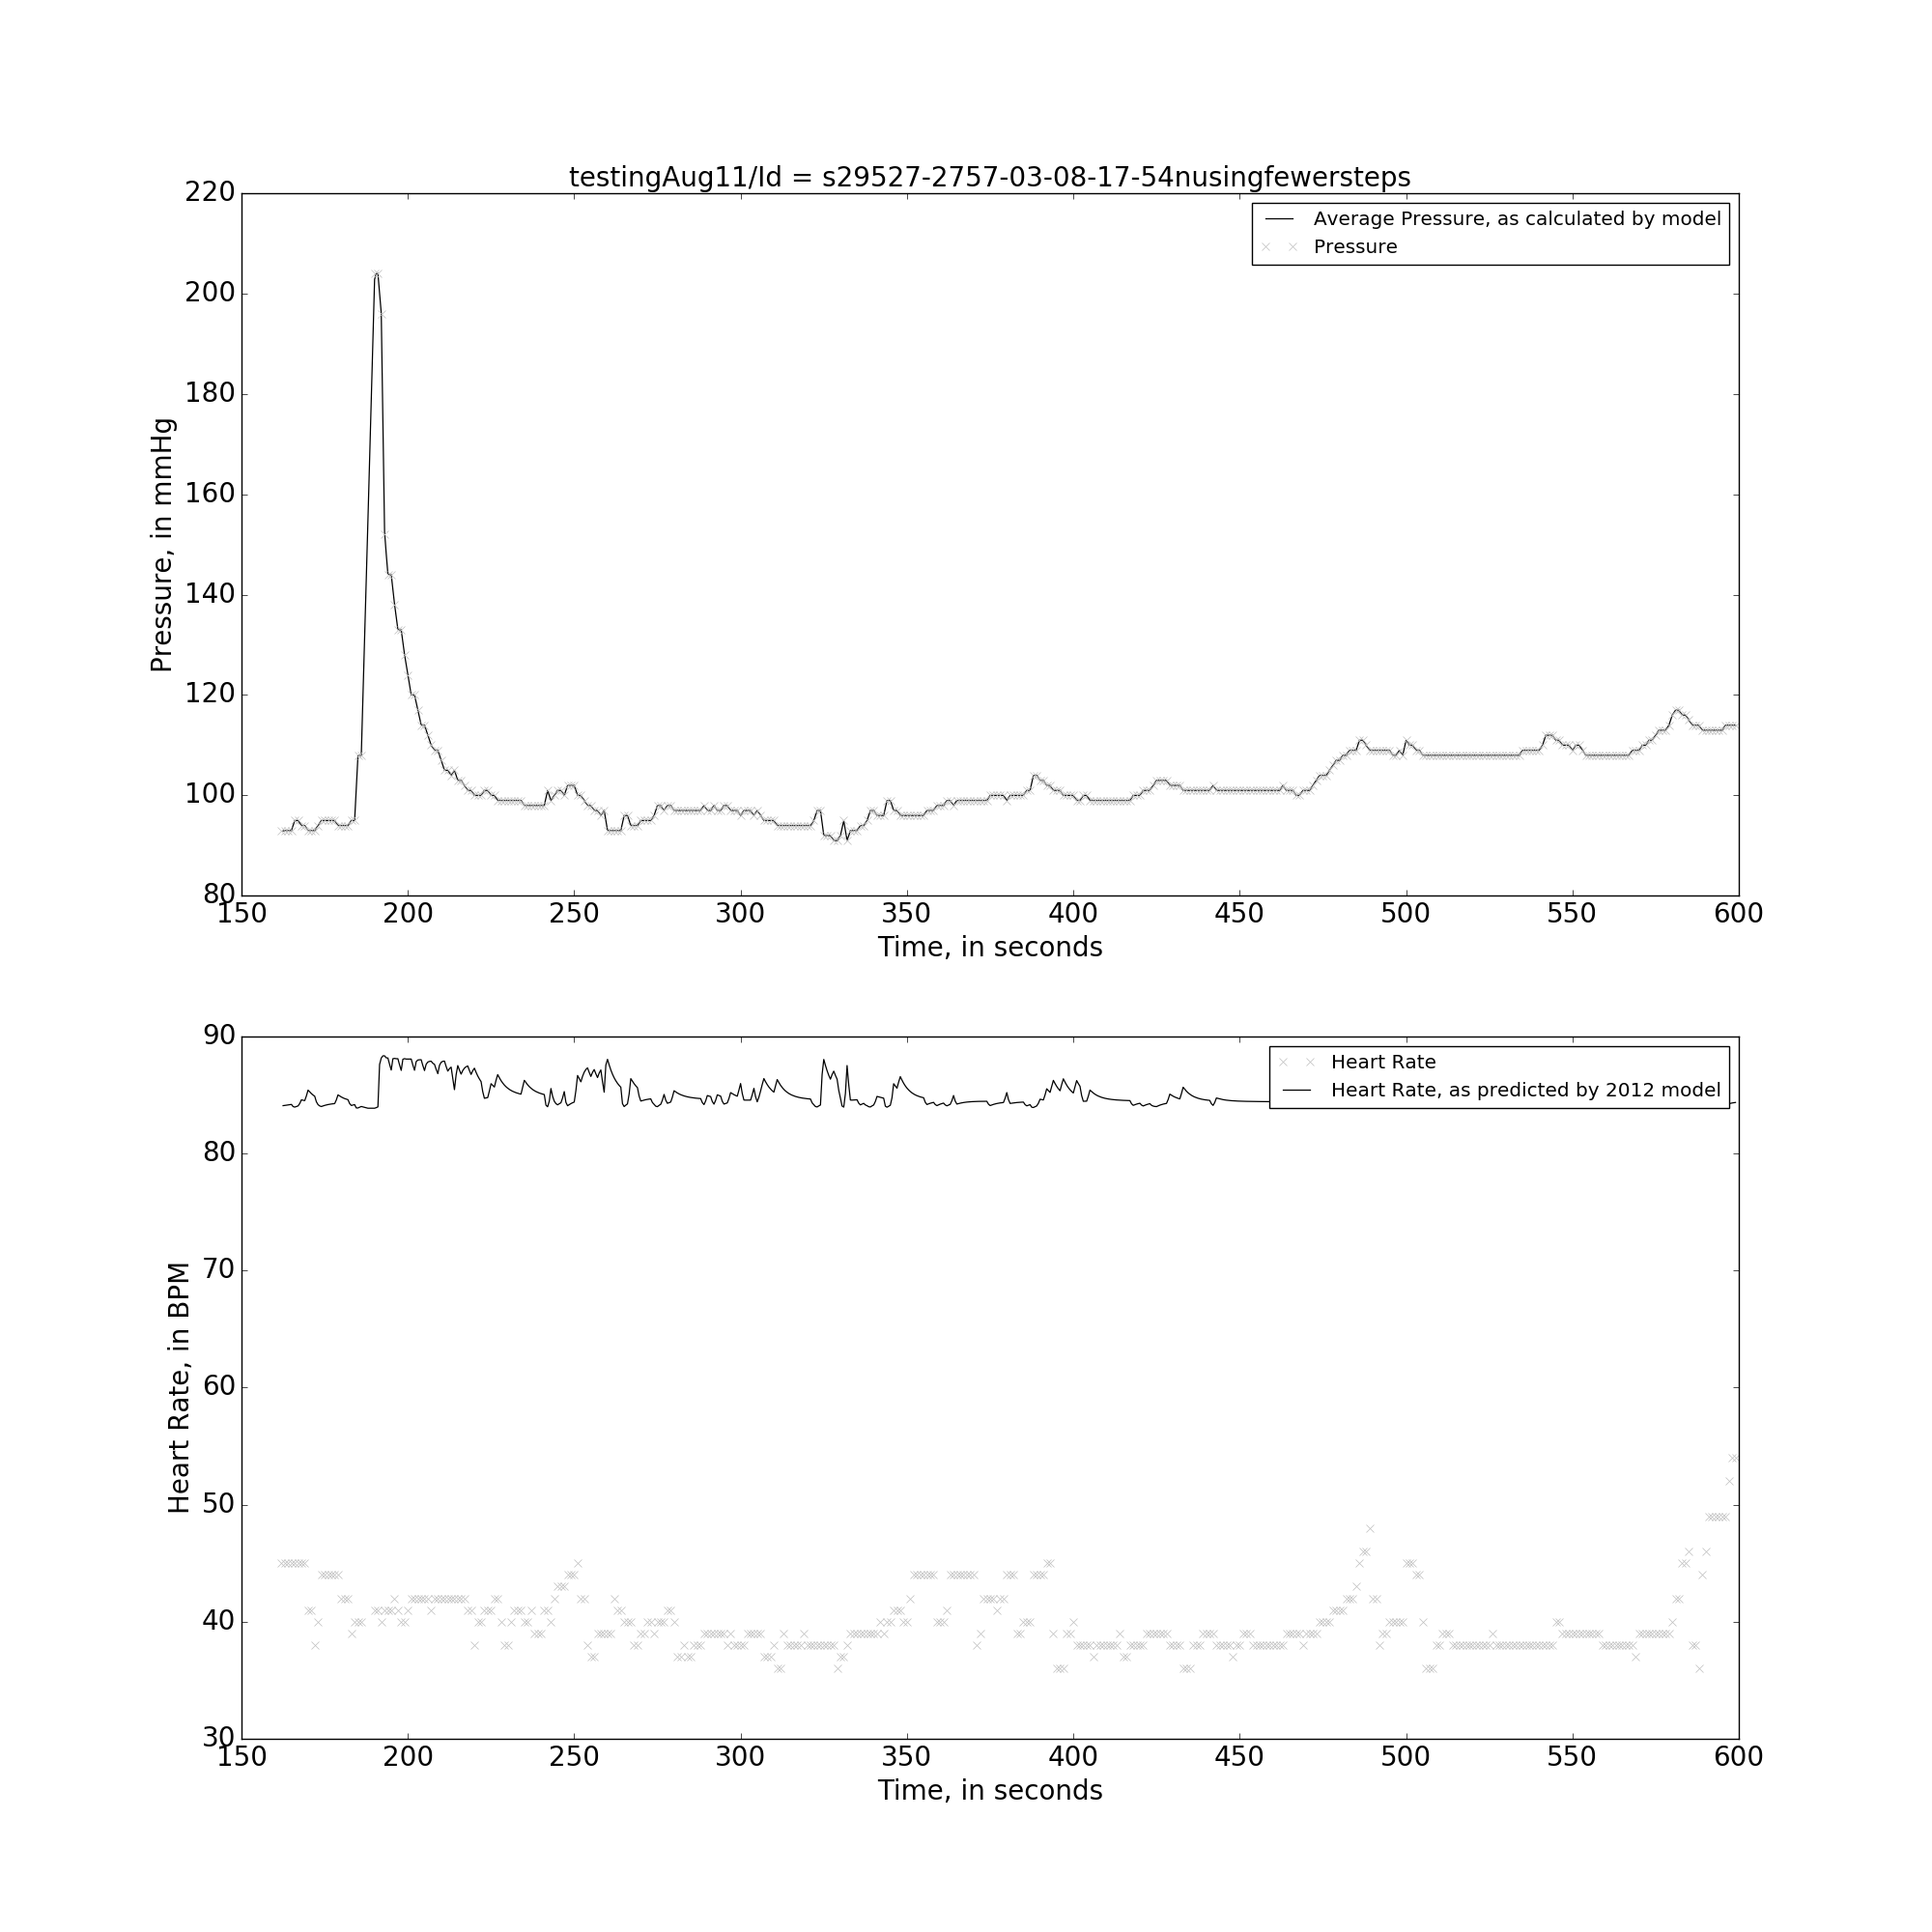 testingAug11/Id = s29527-2757-03-08-17-54nusingfewersteps
220
200
180
160
140
120
100
80
Pressure, in mmHg
Average Pressure, as calculated by model
Pressure
150 200 250 300 350 400 450 500 550 600
Time, in seconds
90
80
70
60
50
40
30
Heart Rate, in BPM
Heart Rate
Heart Rate, as predicted by 2012 model
150 200 250 300 350 400 450 500 550 600
Time, in seconds